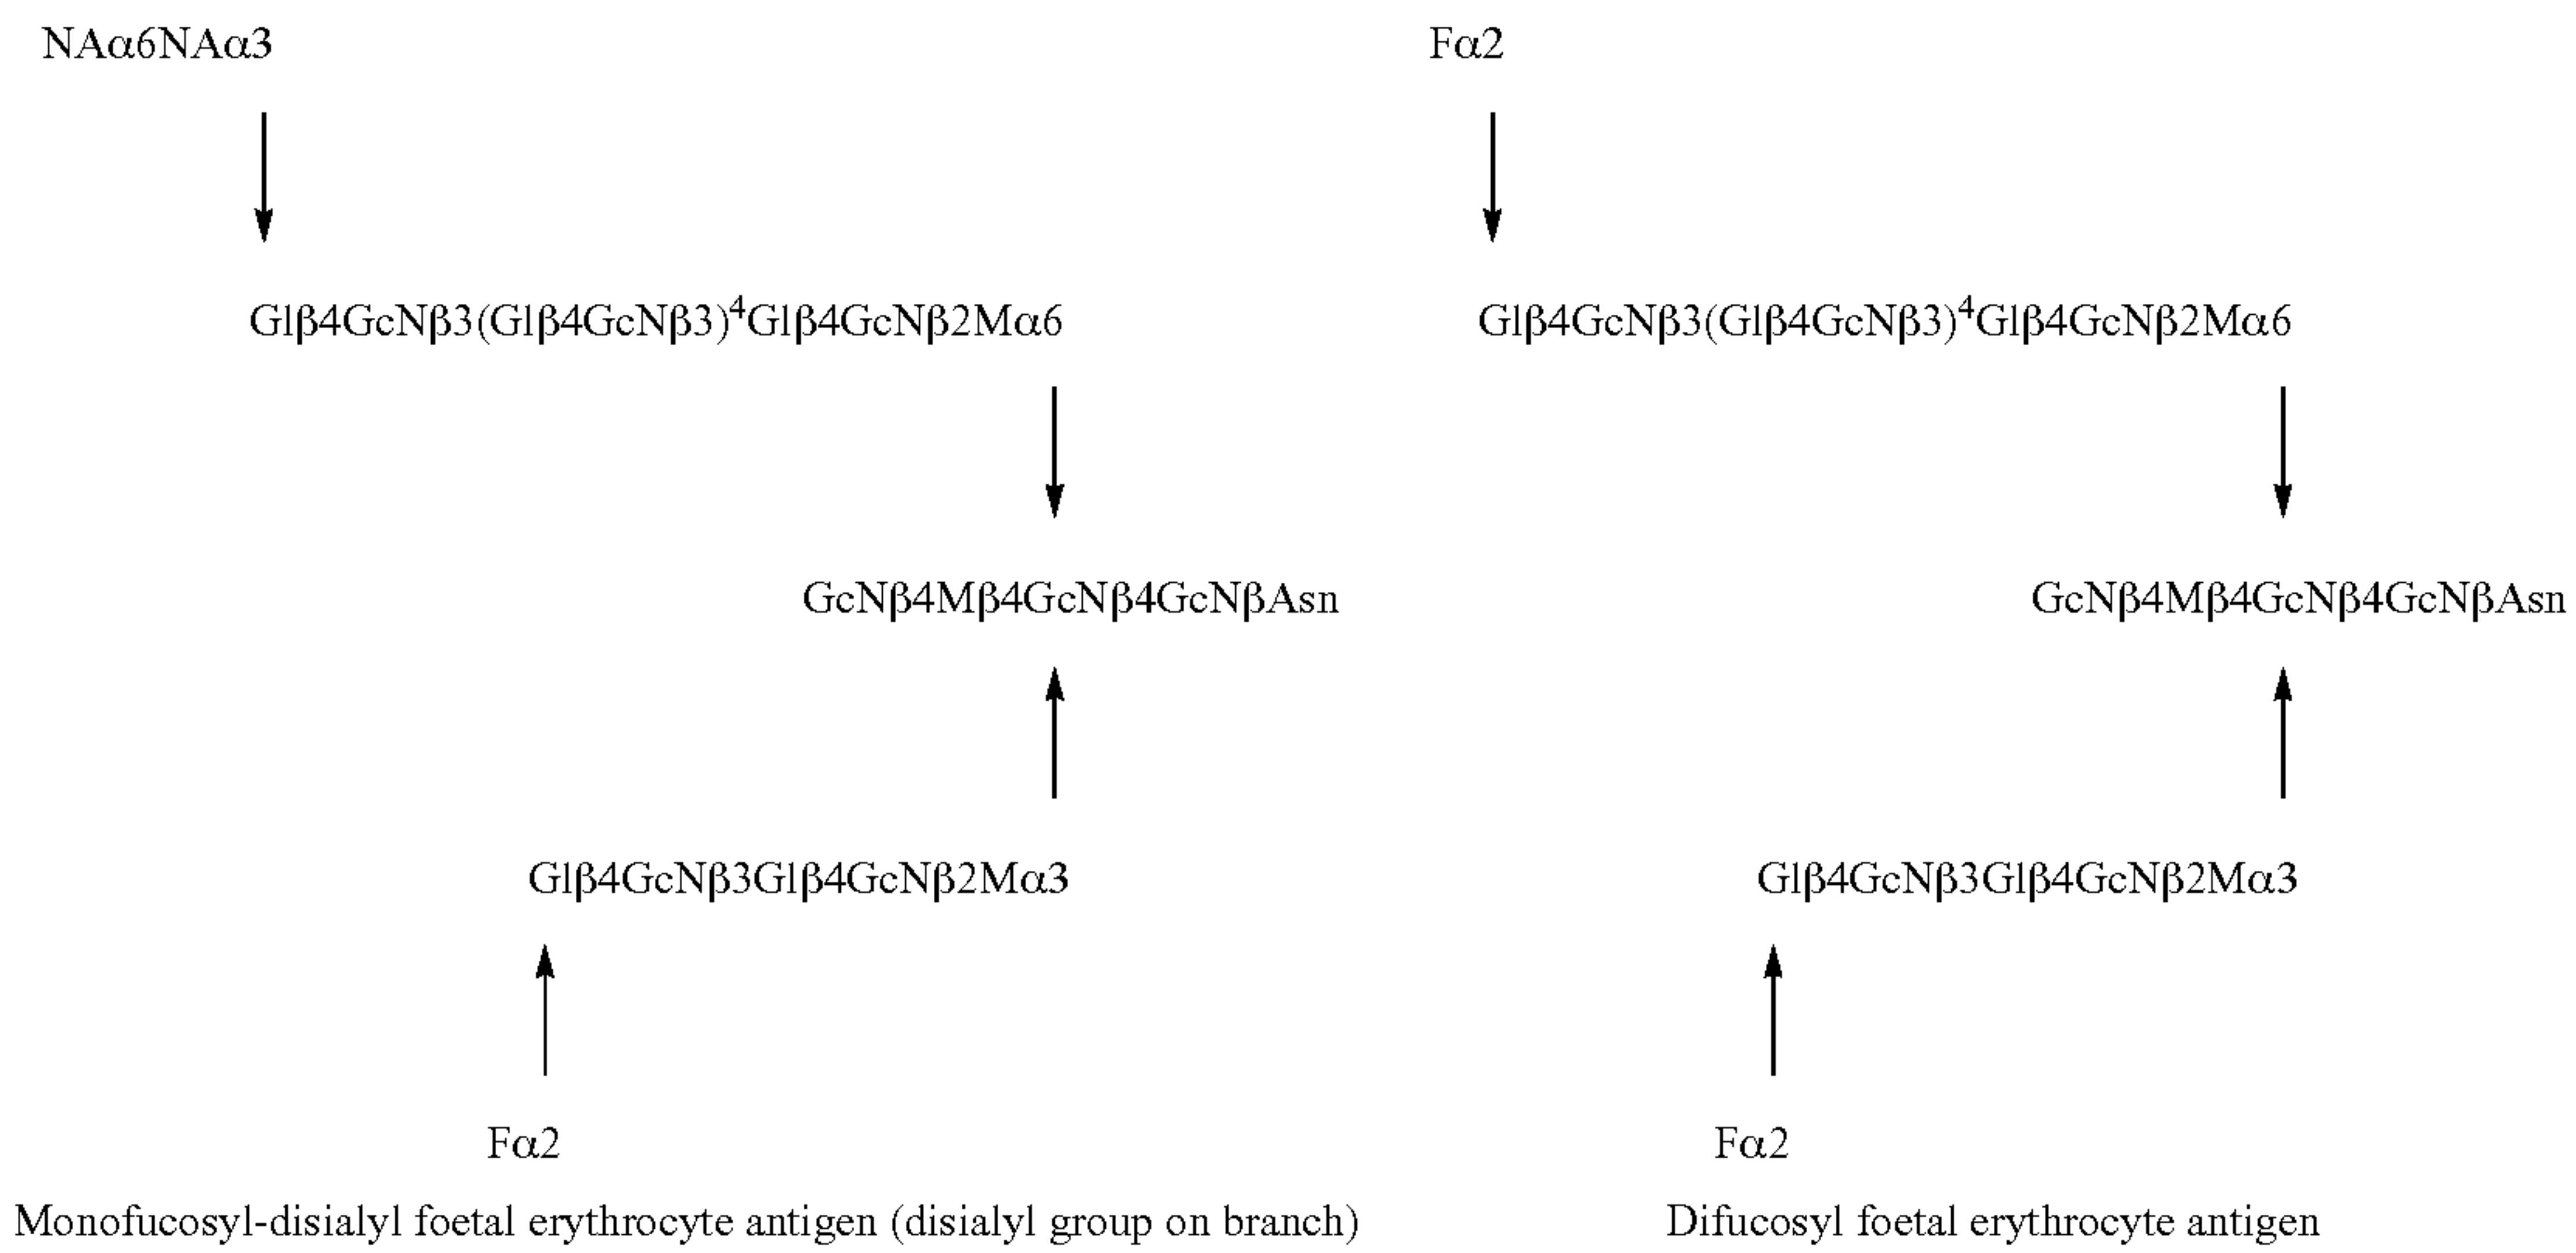 NAα6NAα3 Fα2
Glβ4GcNβ3(Glβ4GcNβ3)⁴Glβ4GcNβ2Mα6 Glβ4GcNβ3(Glβ4GcNβ3)⁴Glβ4GcNβ2Mα6
GcNβ4Mβ4GcNβ4GcNβAsn GcNβ4Mβ4GcNβ4GcNβAsn
Glβ4GcNβ3Glβ4GcNβ2Mα3 Glβ4GcNβ3Glβ4GcNβ2Mα3
Fα2 Fα2
Monofucosyl-disialyl foetal erythrocyte antigen (disialyl group on branch) Difucosyl foetal erythrocyte antigen